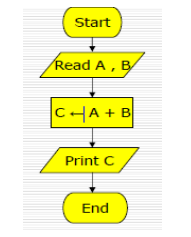 Start
Read A , B
C ← A + B
Print C
End